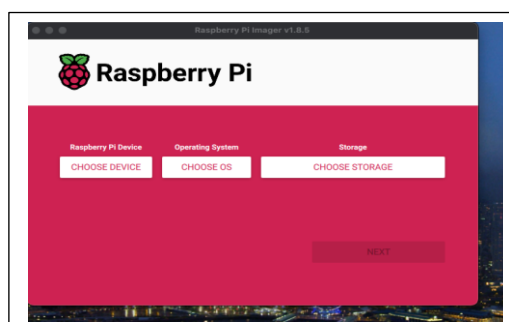 Raspberry Pi Imager v1.8.5
Raspberry Pi
Raspberry Pi Device Operating System Storage
CHOOSE DEVICE CHOOSE OS CHOOSE STORAGE
NEXT